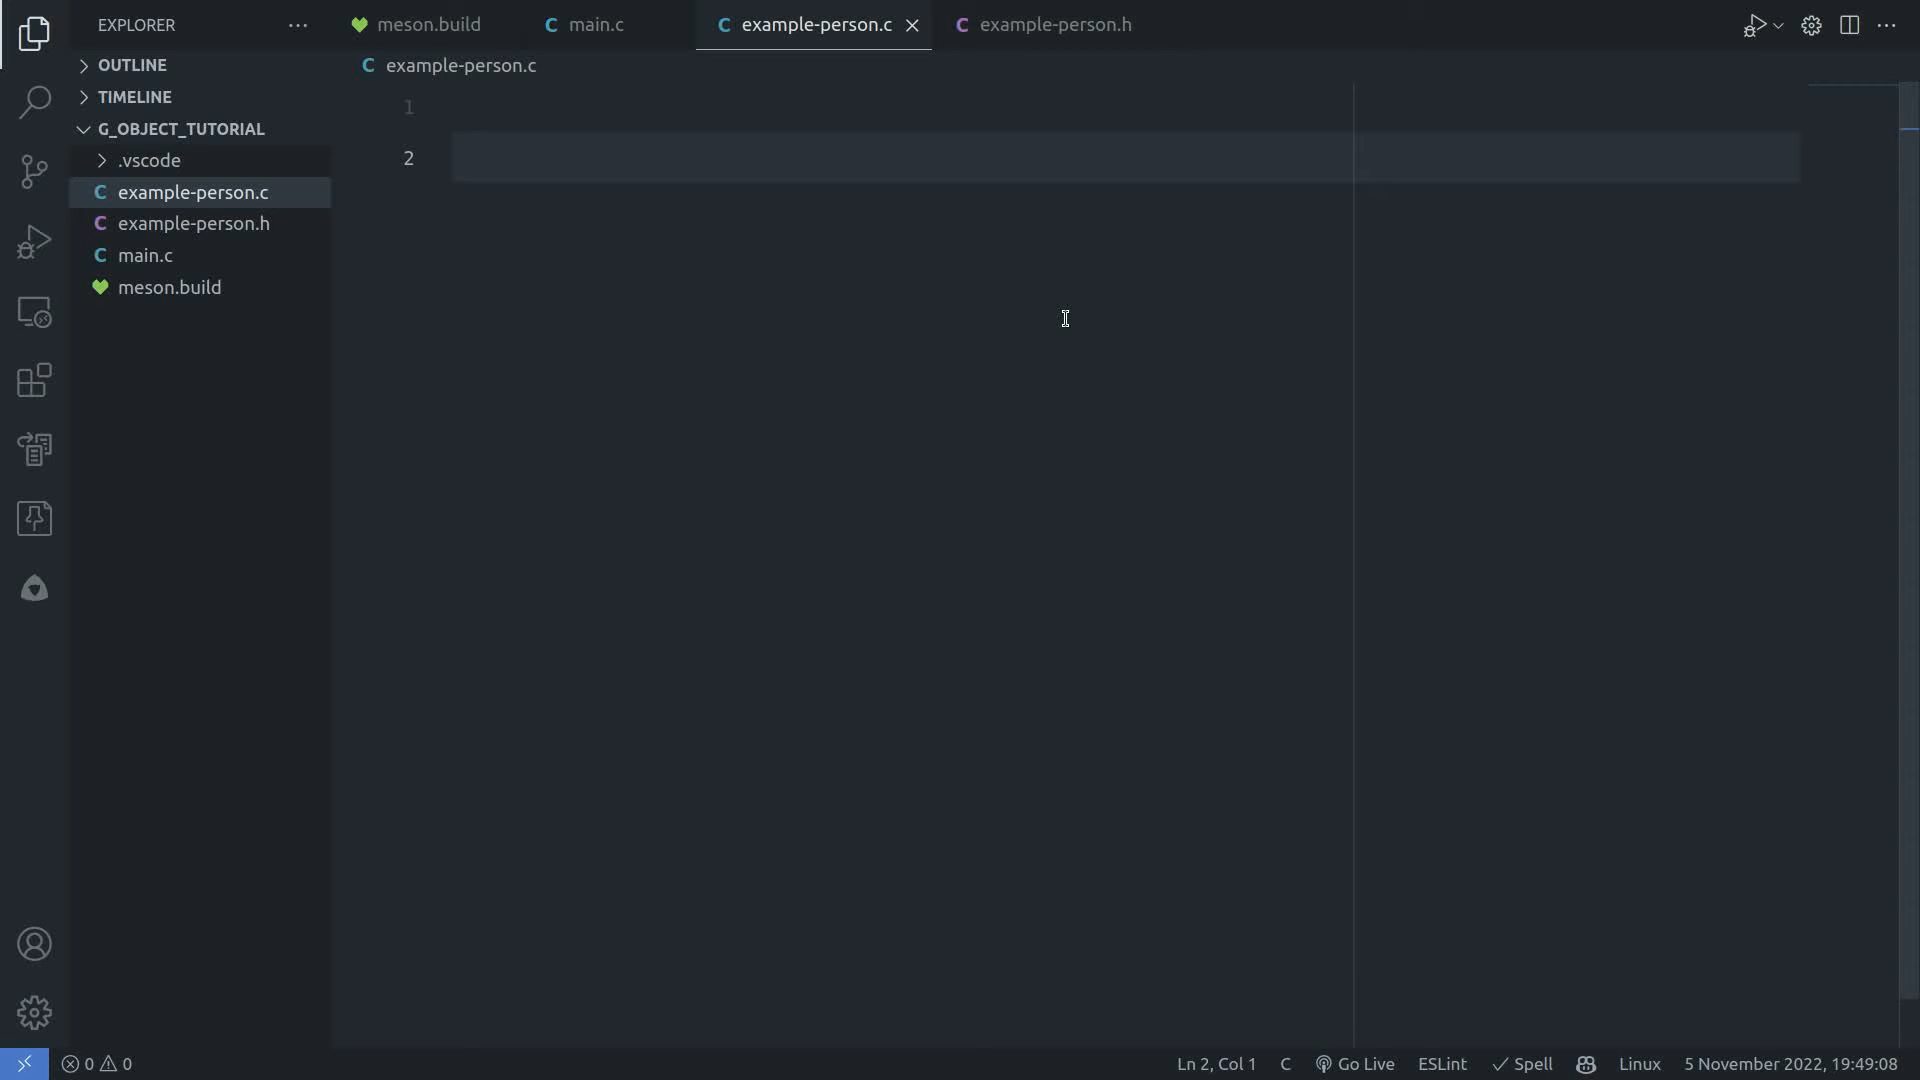 EXPLORER
meson.build
C main.c
C example-person.c
C example-person.h
OUTLINE
TIMELINE
G_OBJECT_TUTORIAL
.vscode
C example-person.c
C example-person.h
C main.c
meson.build
C example-person.c
1
2
0 0
Ln 2, Col 1
C
Go Live
ESLint
Spell
Linux
5 November 2022, 19:49:08